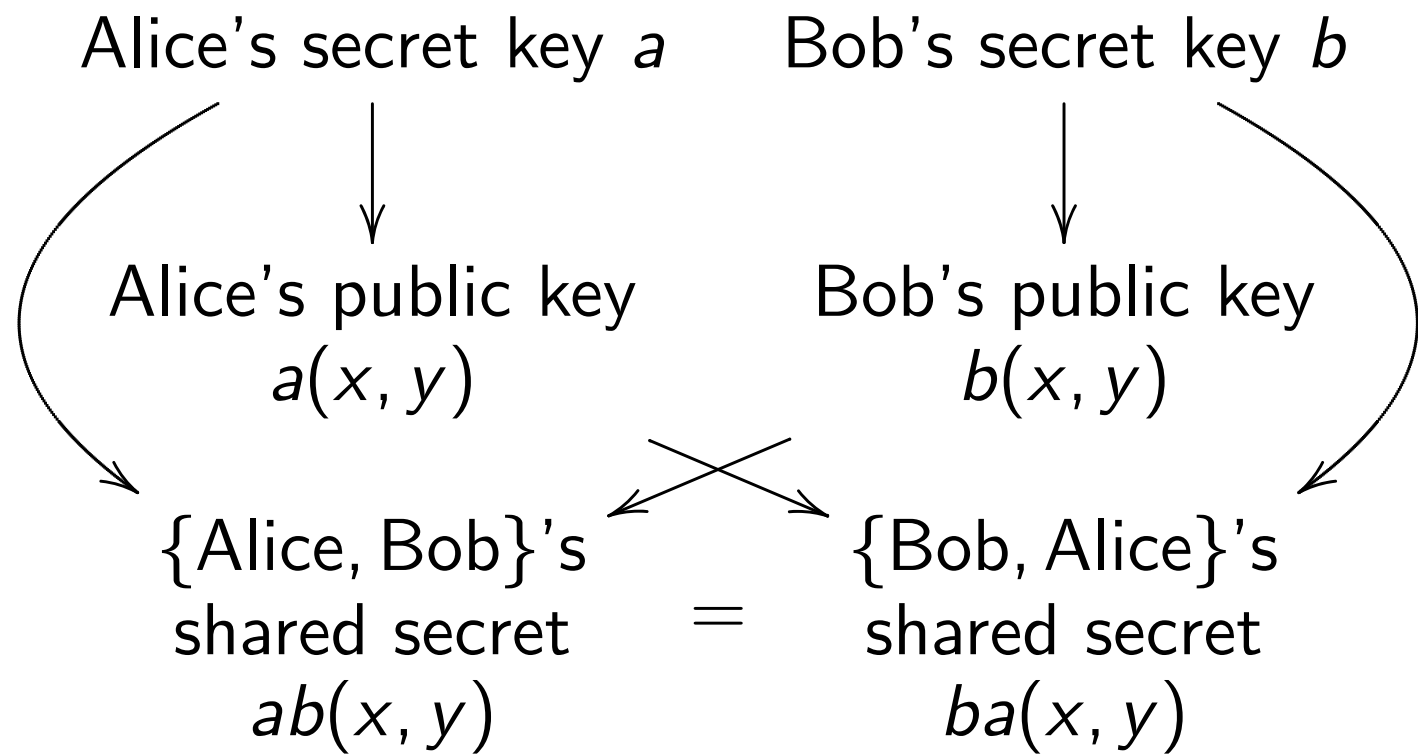 Alice's secret key a
Bob's secret key b
Alice's public key
a(x, y)
Bob's public key
b(x, y)
{Alice, Bob}'s
shared secret
ab(x, y)
=
{Bob, Alice}'s
shared secret
ba(x, y)